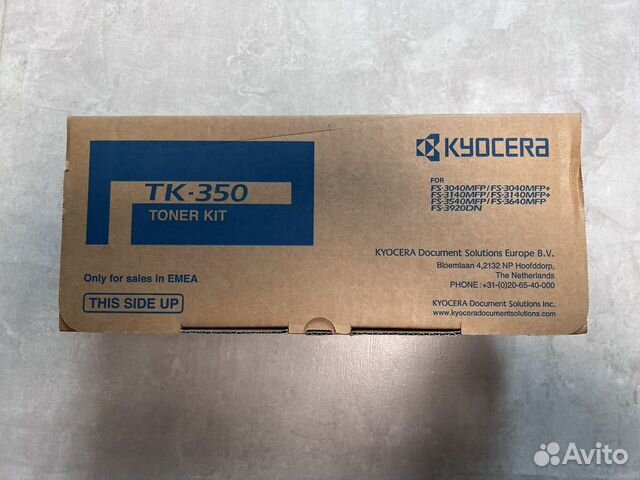 KYOCERA
TK-350
TONER KIT
FOR
FS-3040MFP/FS-3040MFP+
FS-3140MFP/FS-3140MFP+
FS-3540MFP/FS-3640MFP
FS-3920DN
KYOCERA Document Solutions Europe B.V.
Bloemlaan 4,2132 NP Hoofddorp,
The Netherlands
PHONE:+31-(0)20-65-40-000
Only for sales in EMEA
THIS SIDE UP
KYOCERA Document Solutions Inc.
www.kyoceradocumentsolutions.com
Avito